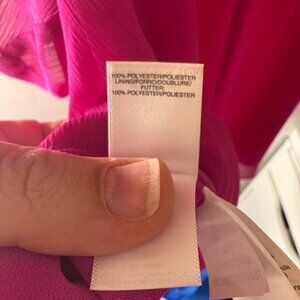 100% POLYESTER/POLIESTER
LINING/FORRO/DOUBLURE/
FUTTER:
100% POLYESTER/POLIESTER